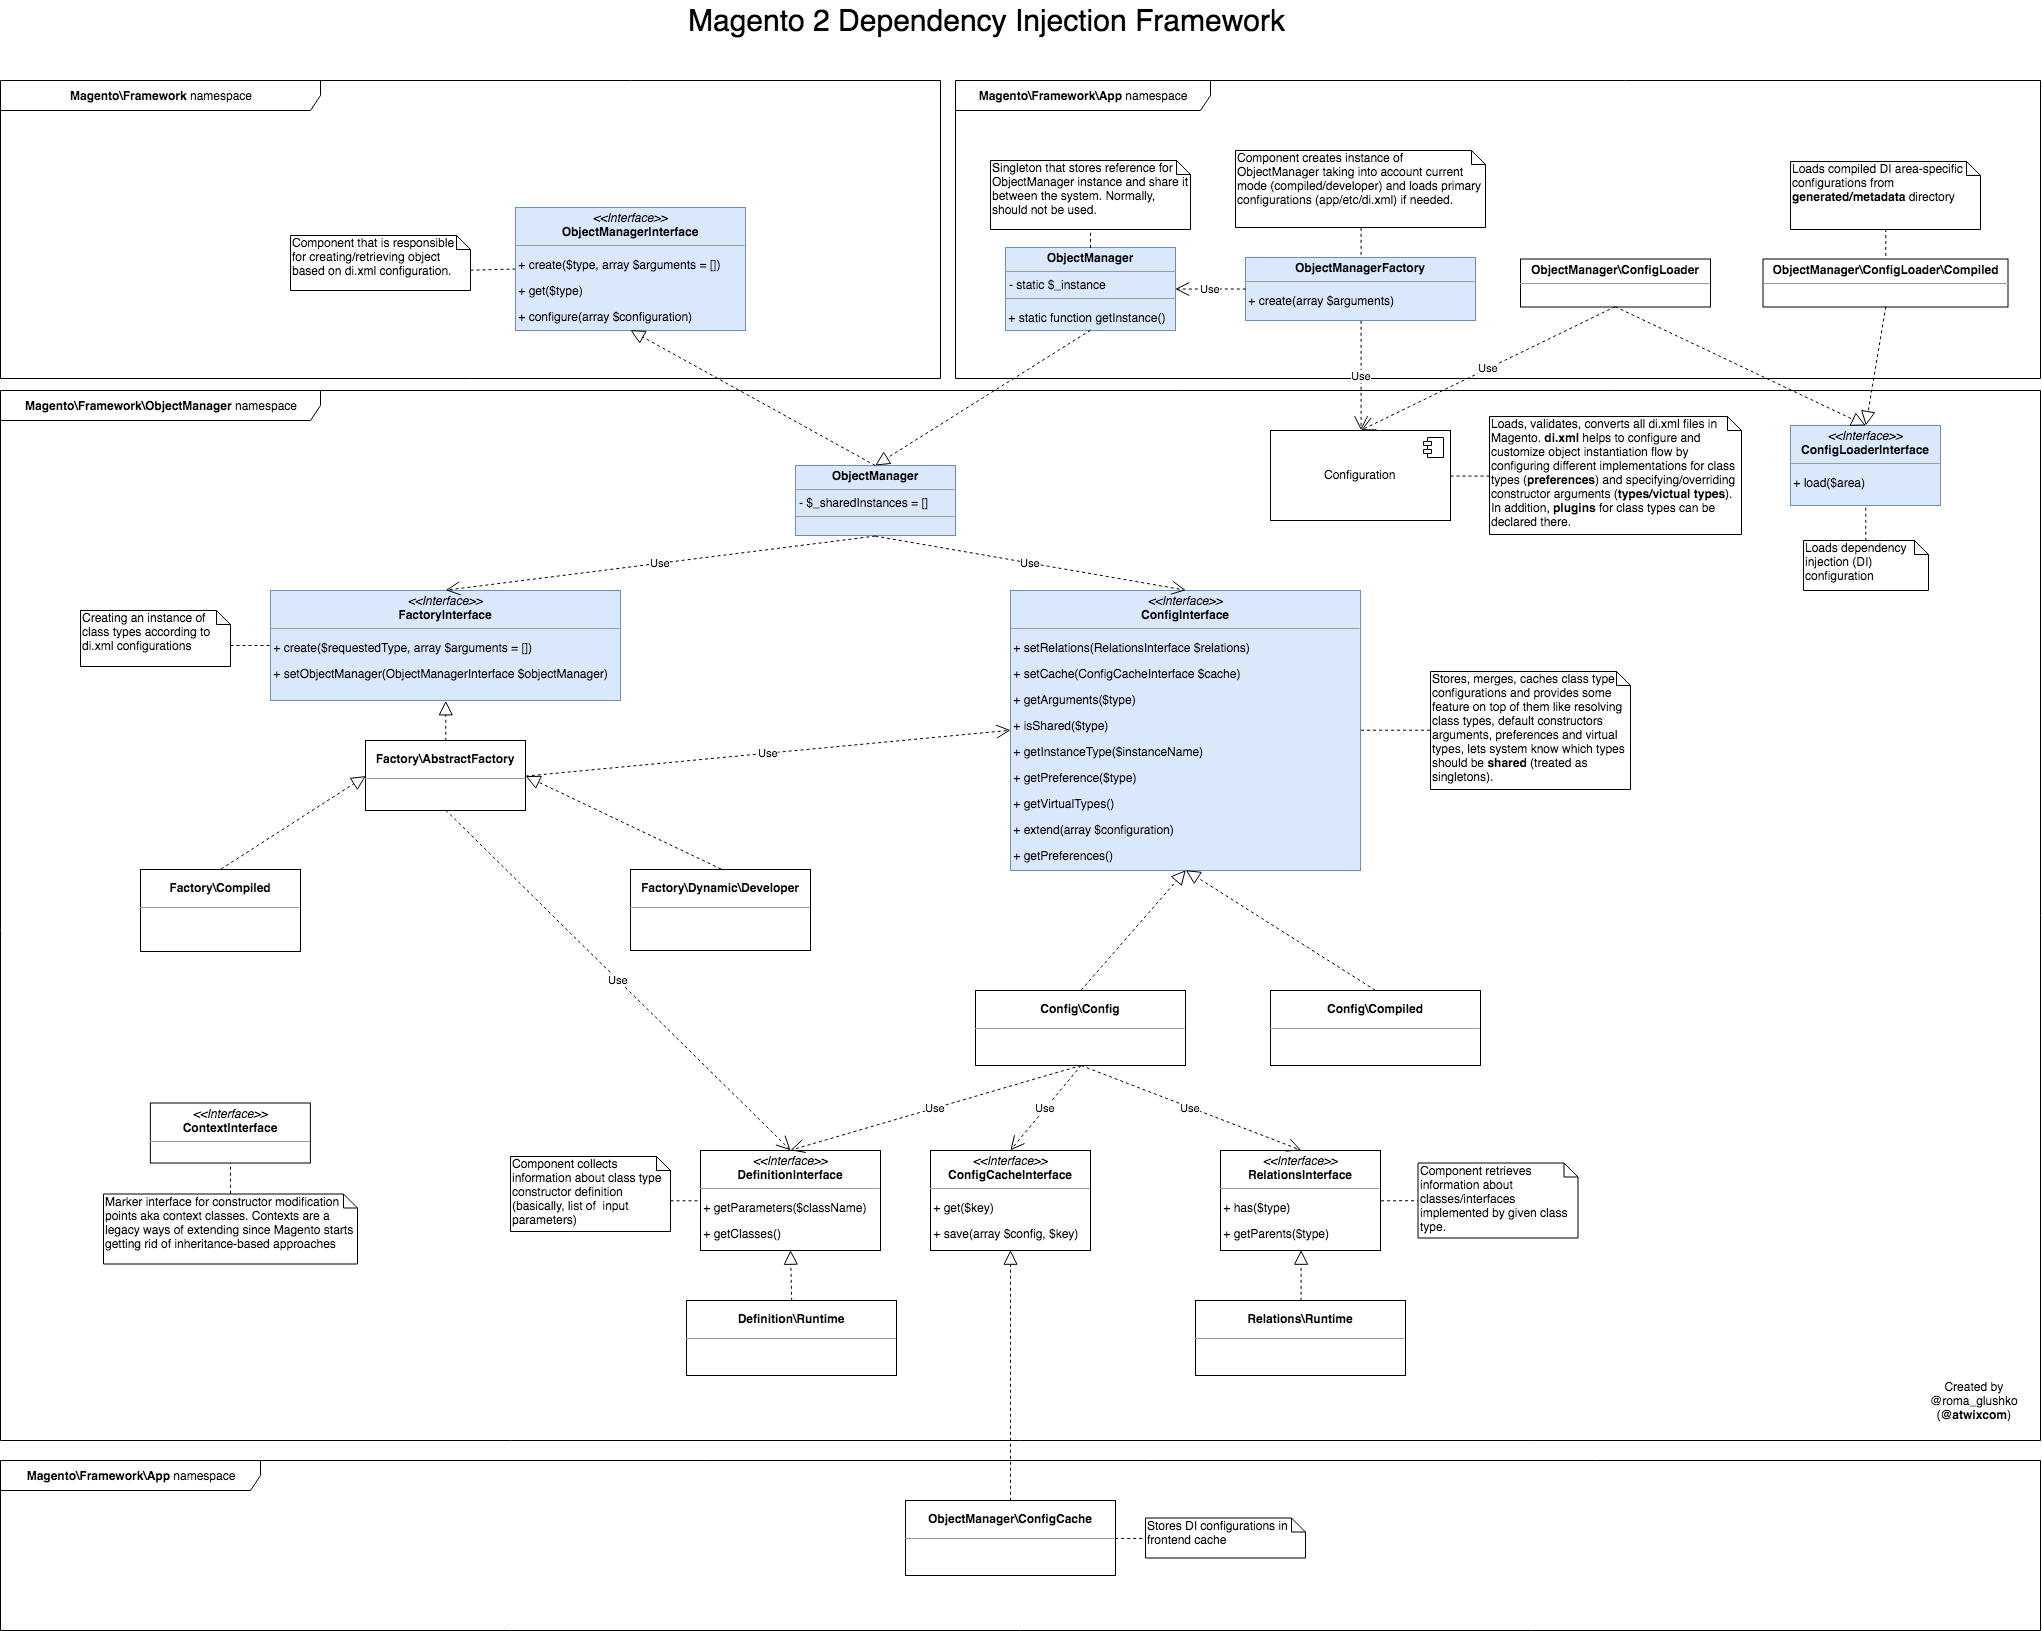 Magento 2 Dependency Injection Framework
Magento\Framework namespace
Component that is responsible
for creating/retrieving object
based on di.xml configuration.
<<Interface>>
ObjectManagerInterface
+ create($type, array $arguments = [])
+ get($type)
+ configure(array $configuration)
Magento\Framework\App namespace
Singleton that stores reference for
ObjectManager instance and share it
between the system. Normally,
should not be used.
ObjectManager
- static $_instance
+ static function getInstance()
Component creates instance of
ObjectManager taking into account current
mode (compiled/developer) and loads primary
configurations (app/etc/di.xml) if needed.
Use
ObjectManagerFactory
+ create(array $arguments)
ObjectManager\ConfigLoader
Loads compiled DI area-specific
configurations from
generated/metadata directory
ObjectManager\ConfigLoader\Compiled
Use
Use
Magento\Framework\ObjectManager namespace
ObjectManager
- $_sharedInstances = []
Configuration
Loads, validates, converts all di.xml files in
Magento. di.xml helps to configure and
customize object instantiation flow by
configuring different implementations for class
types (preferences) and specifying/overriding
constructor arguments (types/victual types).
In addition, plugins for class types can be
declared there.
<<Interface>>
ConfigLoaderInterface
+ load($area)
Loads dependency
injection (DI)
configuration
Use
Use
Creating an instance of
class types according to
di.xml configurations
<<Interface>>
FactoryInterface
+ create($requestedType, array $arguments = [])
+ setObjectManager(ObjectManagerInterface $objectManager)
<<Interface>>
ConfigInterface
+ setRelations(RelationsInterface $relations)
+ setCache(ConfigCacheInterface $cache)
+ getArguments($type)
+ isShared($type)
+ getInstanceType($instanceName)
+ getPreference($type)
+ getVirtualTypes()
+ extend(array $configuration)
+ getPreferences()
Stores, merges, caches class type
configurations and provides some
feature on top of them like resolving
class types, default constructors
arguments, preferences and virtual
types, lets system know which types
should be shared (treated as
singletons).
Factory\AbstractFactory
Use
Factory\Compiled
Factory\Dynamic\Developer
Use
Config\Config
Config\Compiled
Use
Use
Use
<<Interface>>
ContextInterface
Marker interface for constructor modification
points aka context classes. Contexts are a
legacy ways of extending since Magento starts
getting rid of inheritance-based approaches
Component collects
information about class type
constructor definition
(basically, list of input
parameters)
<<Interface>>
DefinitionInterface
+ getParameters($className)
+ getClasses()
<<Interface>>
ConfigCacheInterface
+ get($key)
+ save(array $config, $key)
<<Interface>>
RelationsInterface
+ has($type)
+ getParents($type)
Component retrieves
information about
classes/interfaces
implemented by given class
type.
Definition\Runtime
Relations\Runtime
Created by
@roma_glushko
(@atwixcom)
Magento\Framework\App namespace
ObjectManager\ConfigCache
Stores DI configurations in
frontend cache